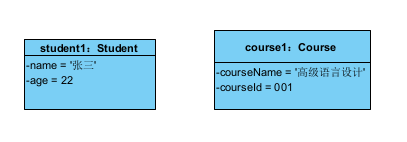 student1：Student
-name = '张三'
-age = 22
course1：Course
-courseName = '高级语言设计'
-courseId = 001